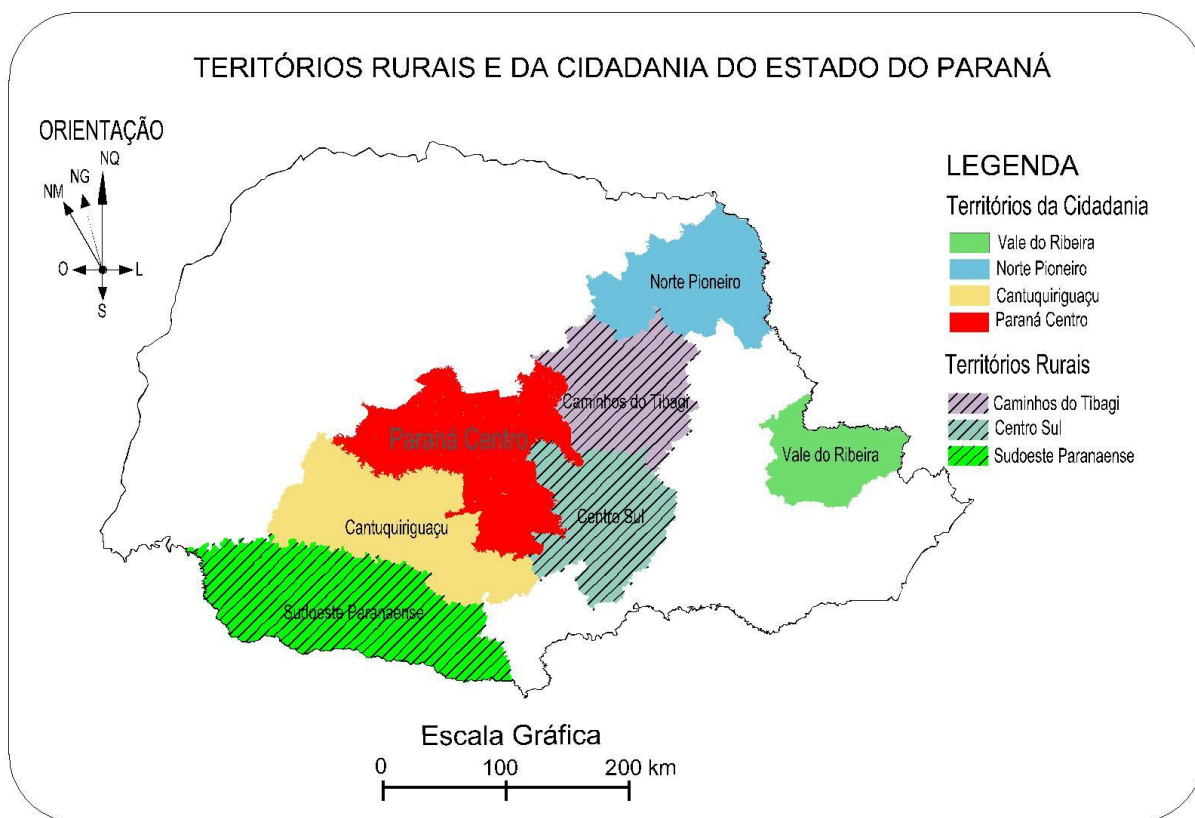 TERITÓRIOS RURAIS E DA CIDADANIA DO ESTADO DO PARANÁ
ORIENTAÇÃO
NQ
NG
NM
O
L
S
LEGENDA
Territórios da Cidadania
Vale do Ribeira
Norte Pioneiro
Cantuquiriguaçu
Paraná Centro
Territórios Rurais
Caminhos do Tibagi
Centro Sul
Sudoeste Paranaense
Norte Pioneiro
Caminhos do Tibagi
Paraná Centro
Vale do Ribeira
Cantuquiriguaçu
Centro Sul
Sudoeste Paranaense
Escala Gráfica
0 100 200 km